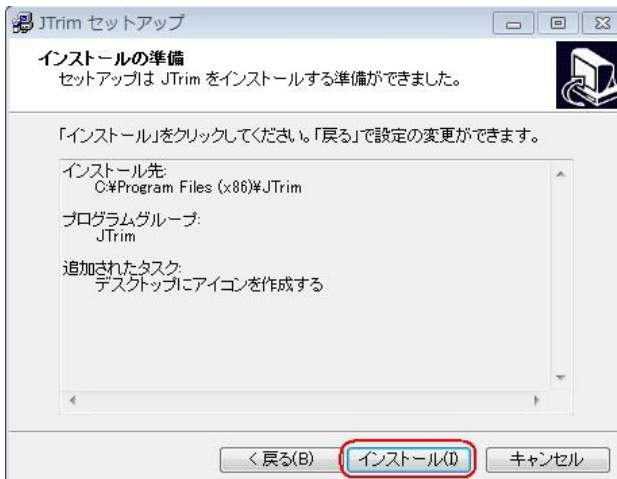 JTrim セットアップ
インストールの準備
セットアップは JTrim をインストールする準備ができました。
「インストール」をクリックしてください。「戻る」で設定の変更ができます。
インストール先:
C:¥Program Files (x86)¥JTrim
プログラムグループ:
JTrim
追加されたタスク:
デスクトップにアイコンを作成する
< 戻る(B) インストール(I) キャンセル